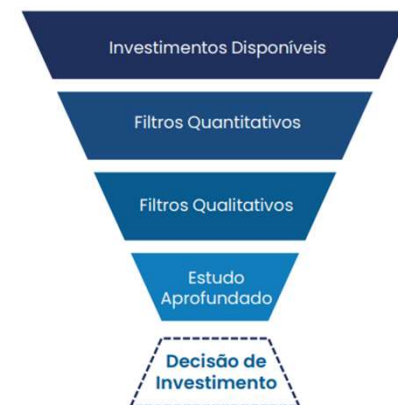 Investimentos Disponíveis
Filtros Quantitativos
Filtros Qualitativos
Estudo
Aprofundado
Decisão de
Investimento